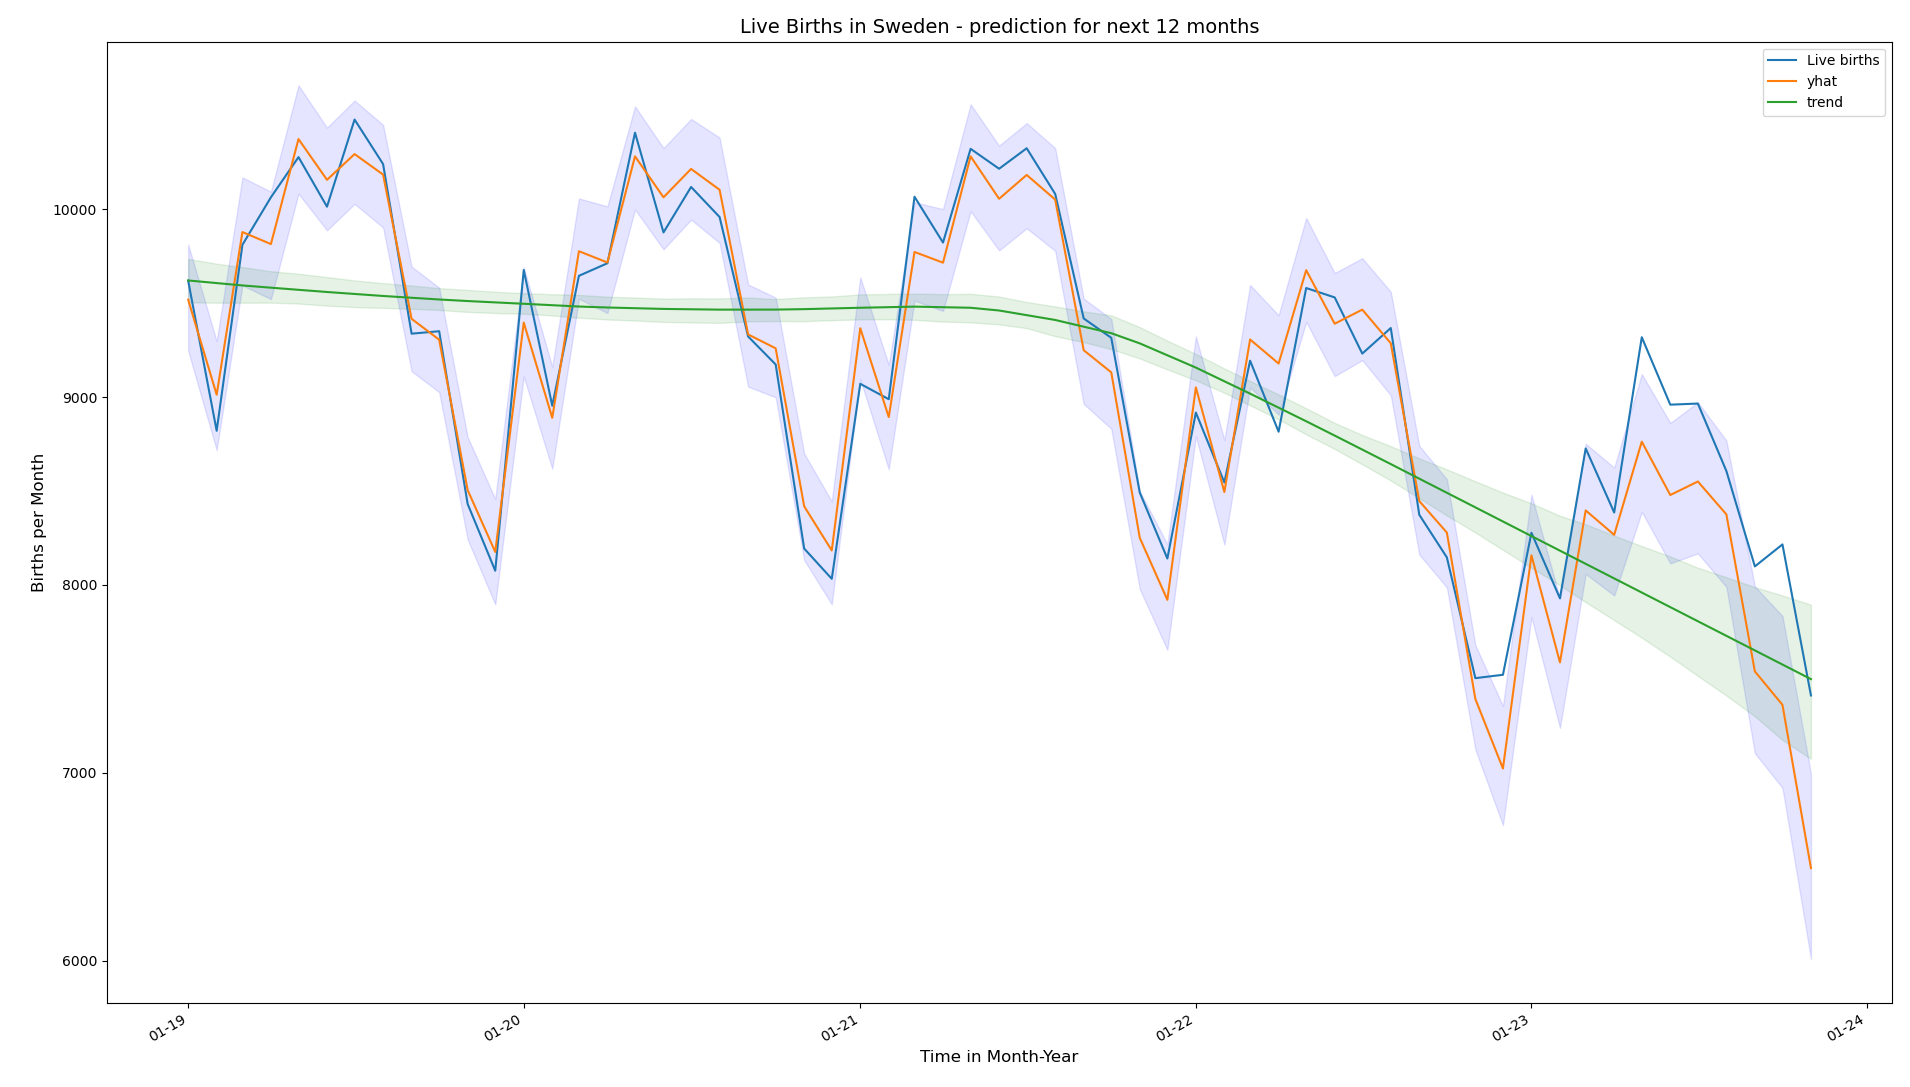 Live Births in Sweden - prediction for next 12 months
Live births
yhat
trend
10000
9000
8000
7000
6000
Births per Month
01-19
01-20
01-21
01-22
01-23
01-24
Time in Month-Year